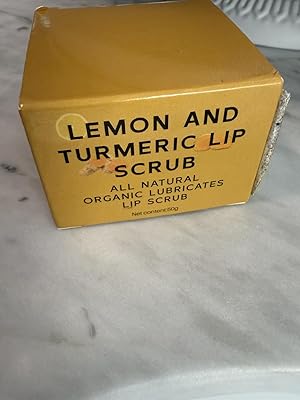 LEMON AND
TURMERIC LIP
SCRUB
ALL NATURAL
ORGANIC LUBRICATES
LIP SCRUB
Net content:50g